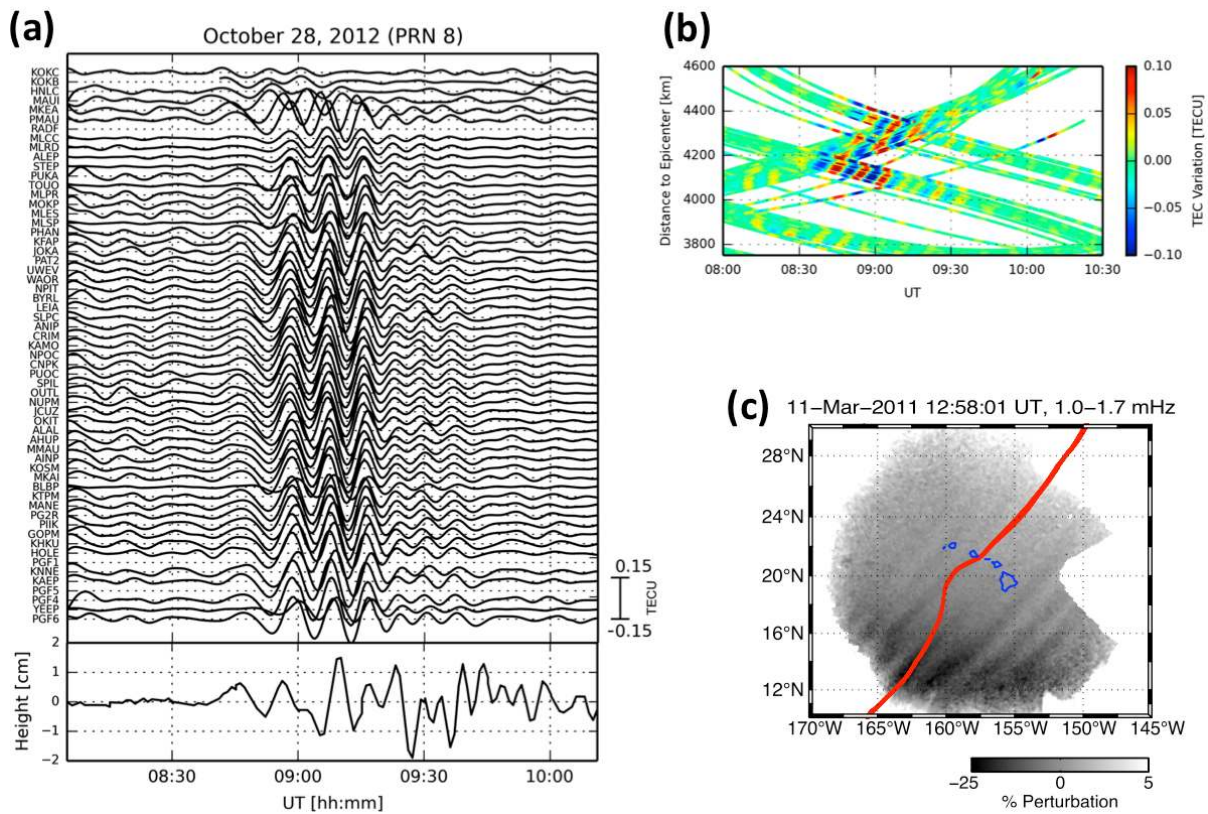 (a)
October 28, 2012 (PRN 8)
KOKC
KOKB
HNLC
MAUI
MKEA
PMAU
RADF
MLCC
MLRD
ALEP
STEP
PUKA
TOUO
MLPR
MOKP
MLES
MLSP
PHAN
KFAP
JOKA
PAT2
UWEV
WAOR
NPIT
BYRL
LEIA
SLPC
ANIP
CRIM
KAMO
NPOC
CNPK
PUOC
SPIL
OUTL
NUPM
JCUZ
OKIT
ALAL
AHUP
MMAU
AINP
KOSM
MKAI
BLBP
KTPM
MANE
PG2R
PIIK
GOPM
KHKU
HOLE
PGF1
KNNE
KAEP
PGF5
PGF4
YEEP
PGF6
0.15
TECU
-0.15
Height [cm]
2
1
0
−1
−2
08:30 09:00 09:30 10:00
UT [hh:mm]
(b)
Distance to Epicenter [km]
4600
4400
4200
4000
3800
08:00 08:30 09:00 09:30 10:00 10:30
UT
0.10
0.05
0.00
−0.05
−0.10
TEC Variation [TECU]
(c)
11−Mar−2011 12:58:01 UT, 1.0−1.7 mHz
28°N
24°N
20°N
16°N
12°N
170°W 165°W 160°W 155°W 150°W 145°W
−25 0 5
% Perturbation